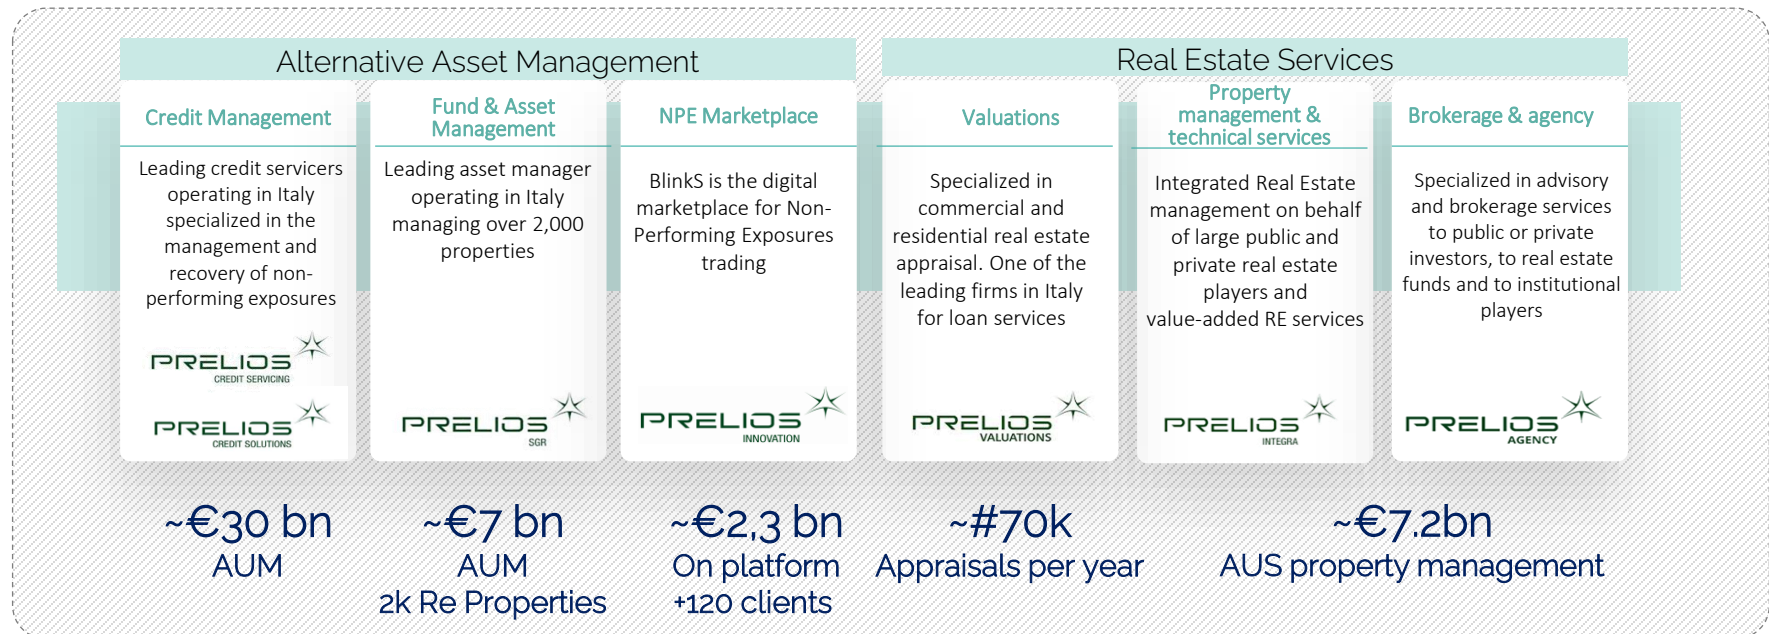 Alternative Asset Management
Real Estate Services
Credit Management
Leading credit servicers
operating in Italy
specialized in the
management and
recovery of non-
performing exposures
PRELIOS
CREDIT SERVICING
PRELIOS
CREDIT SOLUTIONS
Fund & Asset
Management
Leading asset manager
operating in Italy
managing over 2,000
properties
PRELIOS
SGR
NPE Marketplace
BlinkS is the digital
marketplace for Non-
Performing Exposures
trading
PRELIOS
INNOVATION
Valuations
Specialized in
commercial and
residential real estate
appraisal. One of the
leading firms in Italy
for loan services
PRELIOS
VALUATIONS
Property
management &
technical services
Integrated Real Estate
management on behalf
of large public and
private real estate
players and
value-added RE services
PRELIOS
INTEGRA
Brokerage & agency
Specialized in advisory
and brokerage services
to public or private
investors, to real estate
funds and to institutional
players
PRELIOS
AGENCY
~€30 bn
AUM
~€7 bn
AUM
2k Re Properties
~€2,3 bn
On platform
+120 clients
~#70k
Appraisals per year
~€7.2bn
AUS property management